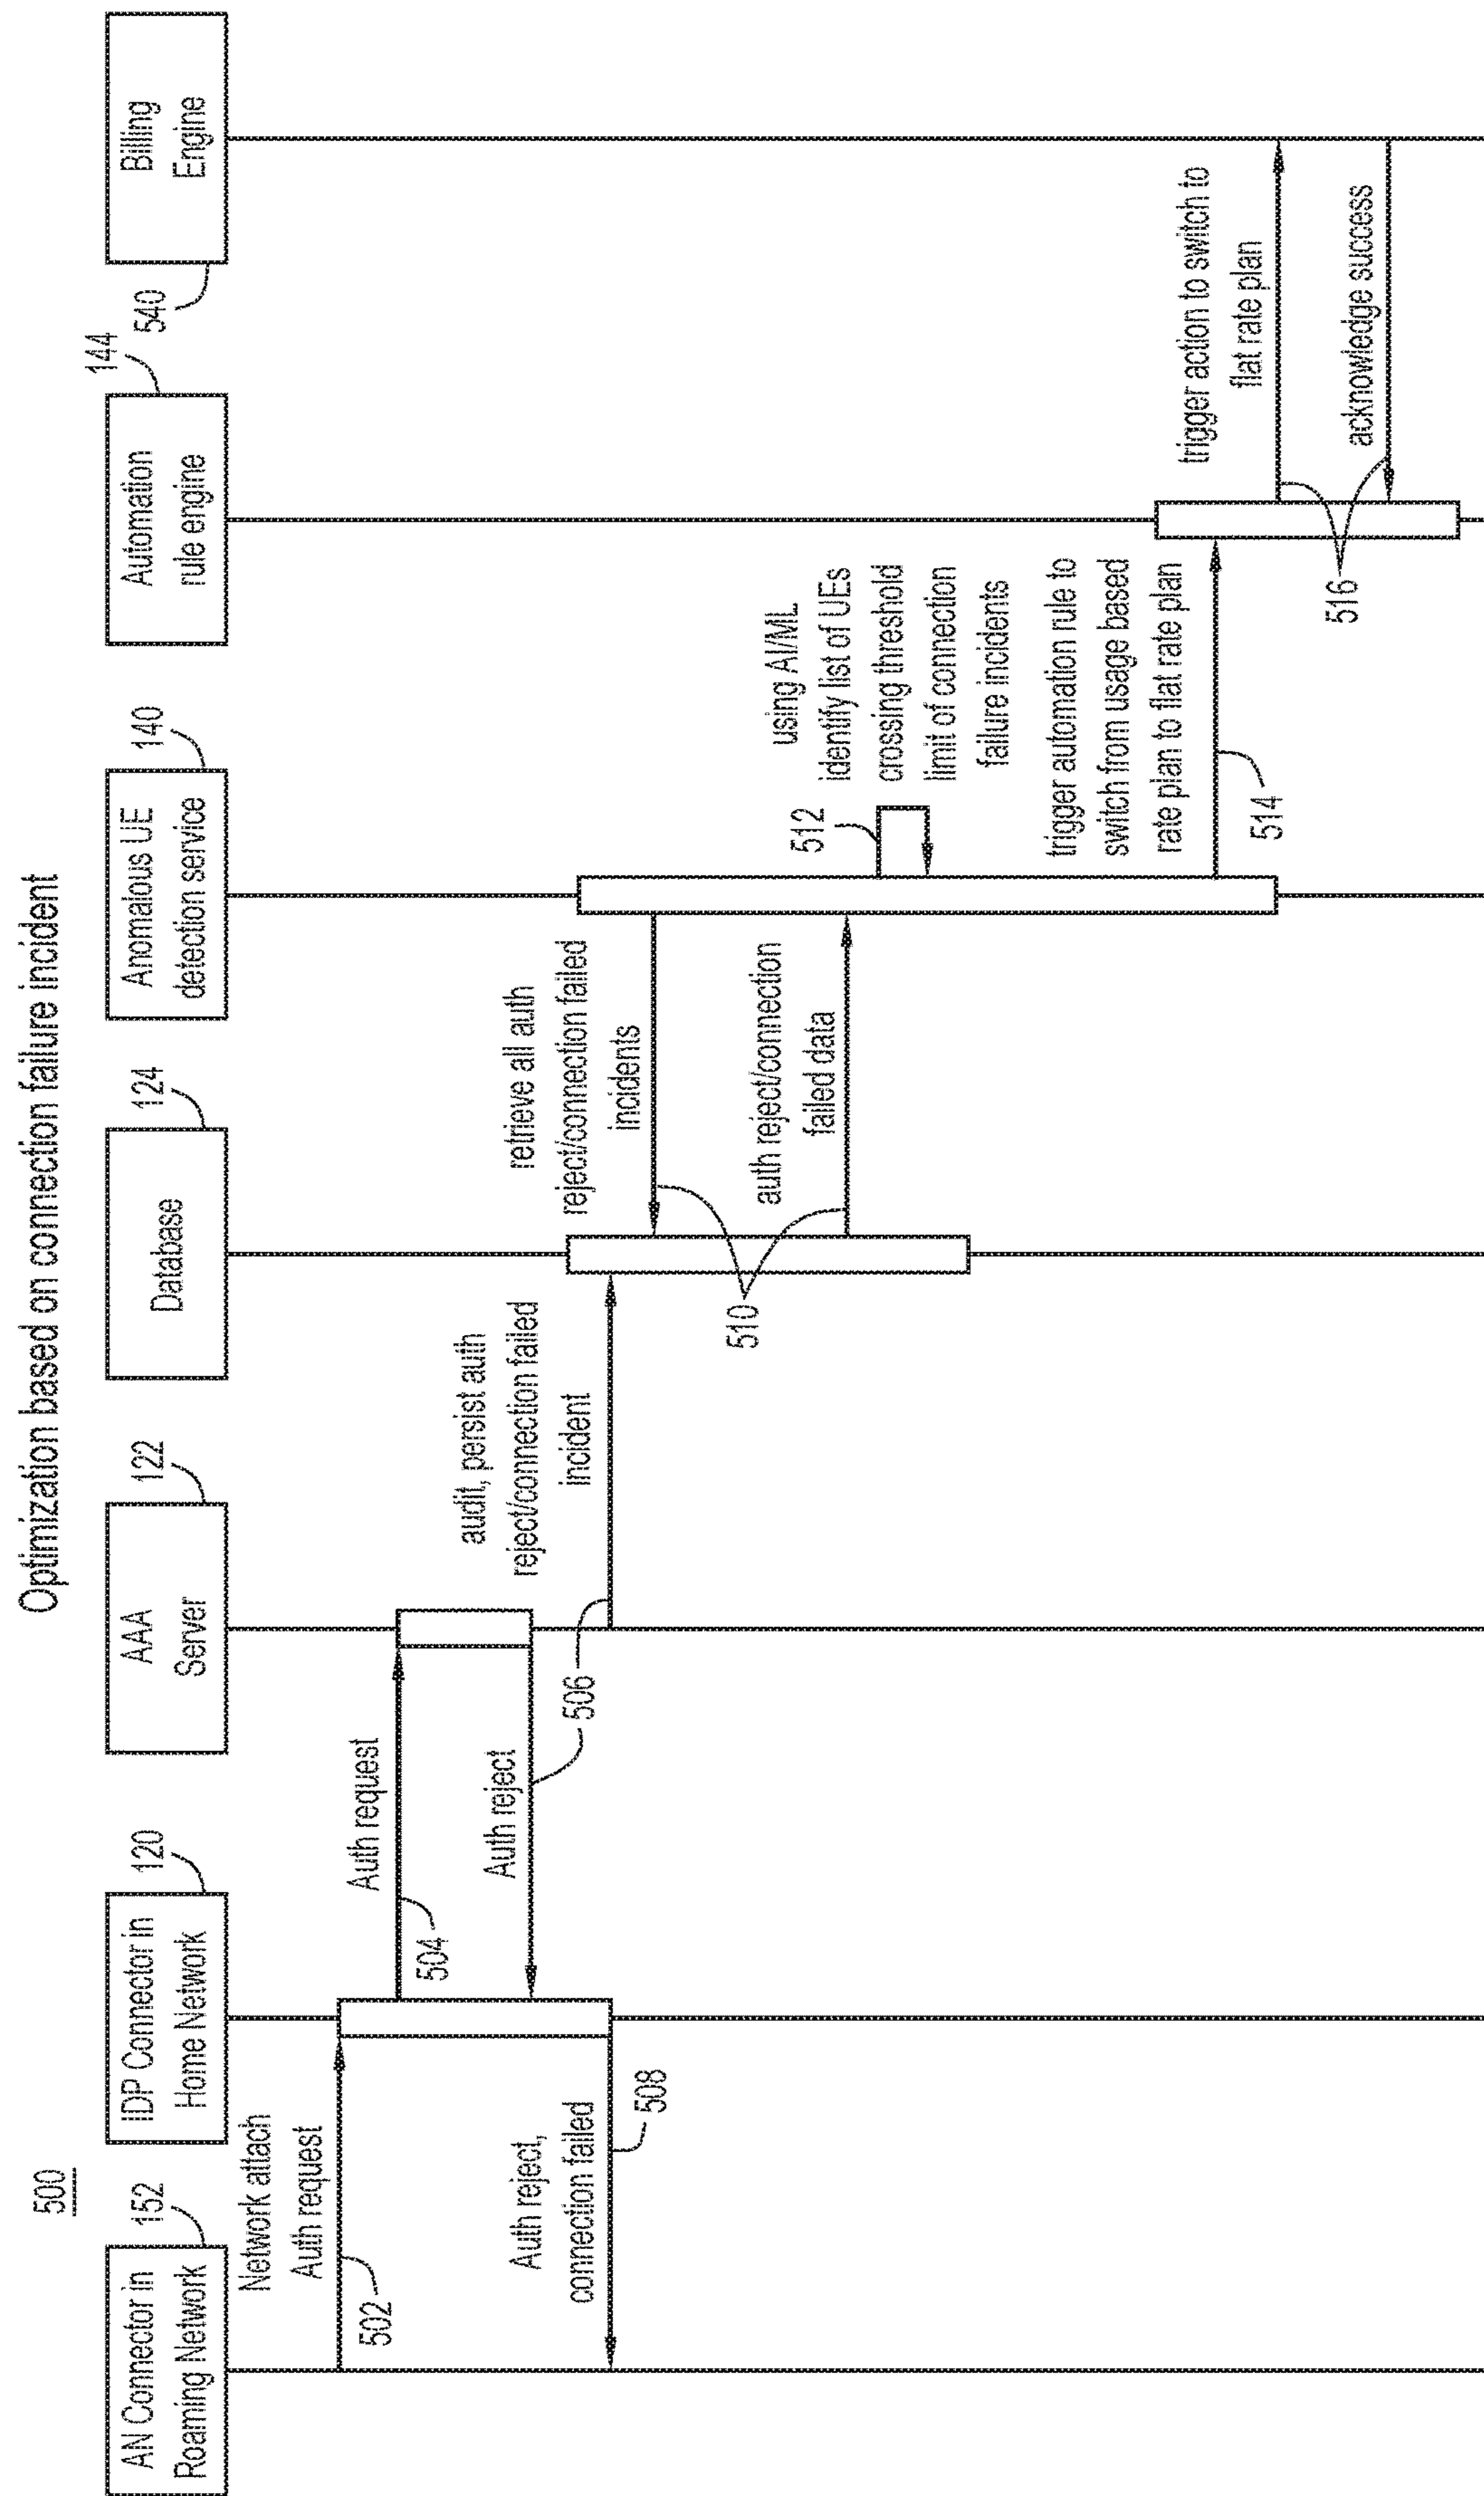 500
Optimization based on connection failure incident
AN Connector in
Roaming Network
152
IDP Connector in
Home Network
120
AAA
Server
122
Database
124
Anomalous UE
detection service
140
Automation
rule engine
144
Billing
Engine
540
Network attach
Auth request
502
Auth request
504
Auth reject
506
audit, persist auth
reject/connection failed
incident
Auth reject,
connection failed
508
retrieve all auth
reject/connection failed
incidents
auth reject/connection
failed data
510
using AI/ML
identify list of UEs
crossing threshold
limit of connection
failure incidents
512
trigger automation rule to
switch from usage based
rate plan to flat rate plan
514
trigger action to switch to
flat rate plan
acknowledge success
516